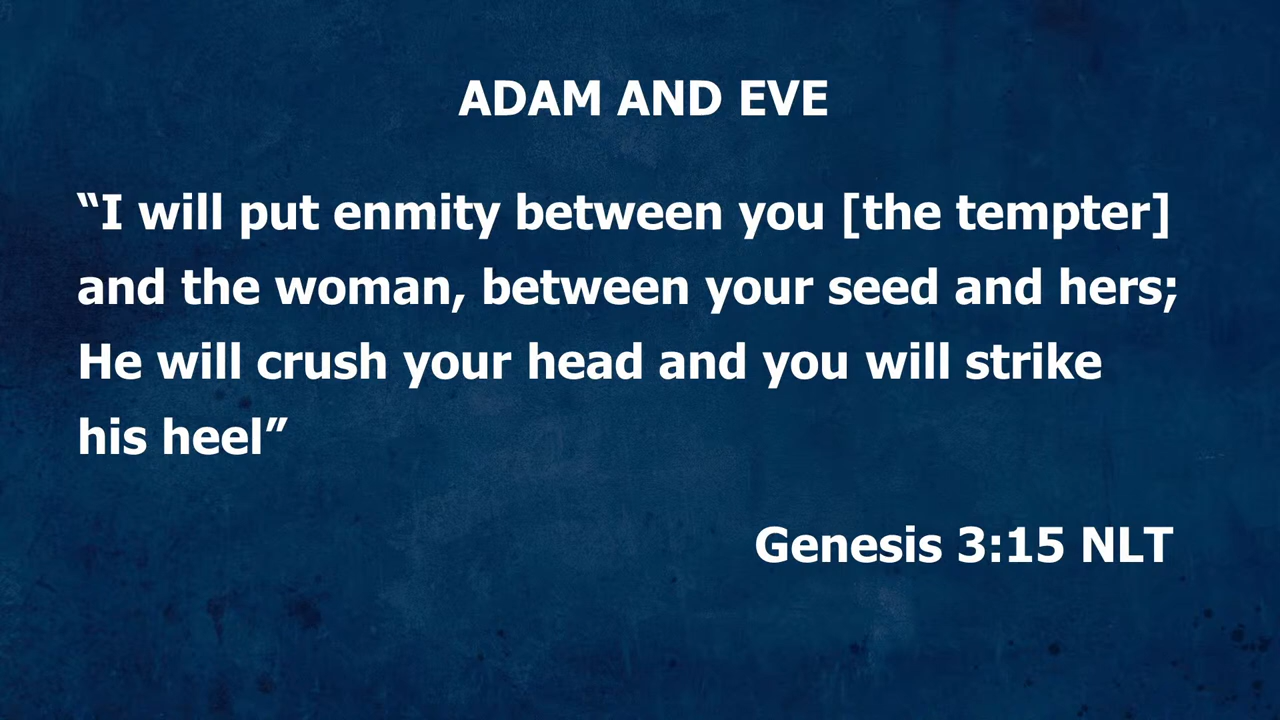 ADAM AND EVE
“I will put enmity between you [the tempter]
and the woman, between your seed and hers;
He will crush your head and you will strike
his heel”
Genesis 3:15 NLT